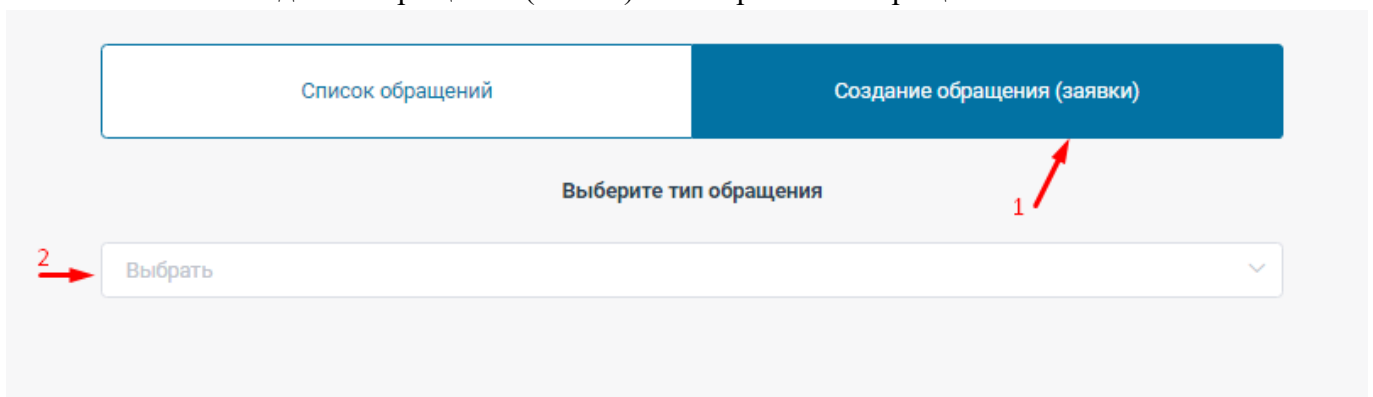 Список обращений
Создание обращения (заявки)
Выберите тип обращения
1
2
Выбрать